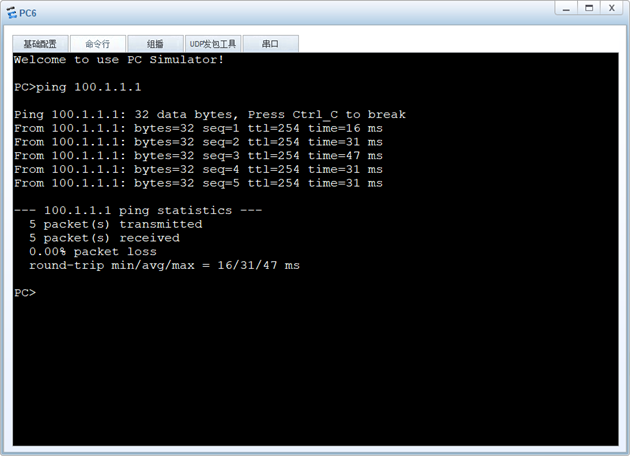 PC6
基础配置 命令行 组播 UDP发包工具 串口
Welcome to use PC Simulator!
PC>ping 100.1.1.1
Ping 100.1.1.1: 32 data bytes, Press Ctrl_C to break
From 100.1.1.1: bytes=32 seq=1 ttl=254 time=16 ms
From 100.1.1.1: bytes=32 seq=2 ttl=254 time=31 ms
From 100.1.1.1: bytes=32 seq=3 ttl=254 time=47 ms
From 100.1.1.1: bytes=32 seq=4 ttl=254 time=31 ms
From 100.1.1.1: bytes=32 seq=5 ttl=254 time=31 ms
--- 100.1.1.1 ping statistics ---
5 packet(s) transmitted
5 packet(s) received
0.00% packet loss
round-trip min/avg/max = 16/31/47 ms
PC>